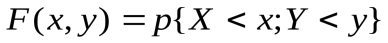 F(x, y) = p{X < x; Y < y}